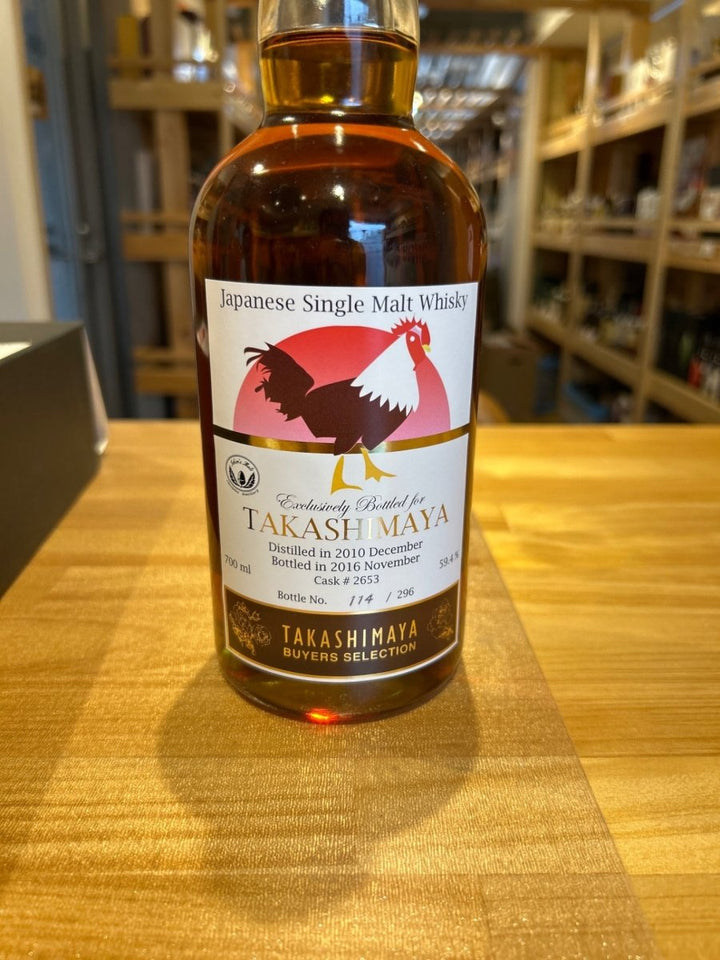 Japanese Single Malt Whisky
Exclusively Bottled for
TAKASHIMAYA
Distilled in 2010 December
Bottled in 2016 November
700 ml
59.4 %
Cask # 2653
Bottle No. 114 / 296
TAKASHIMAYA
BUYERS SELECTION